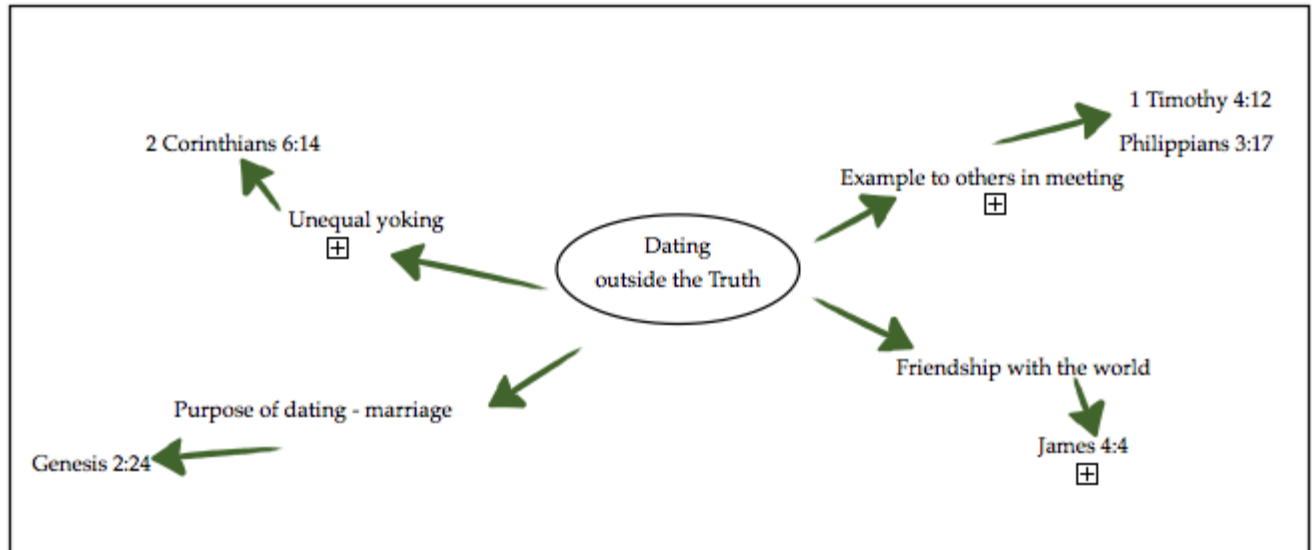 1 Timothy 4:12
2 Corinthians 6:14
Philippians 3:17
Example to others in meeting
Unequal yoking
Dating
outside the Truth
Friendship with the world
Purpose of dating - marriage
James 4:4
Genesis 2:24